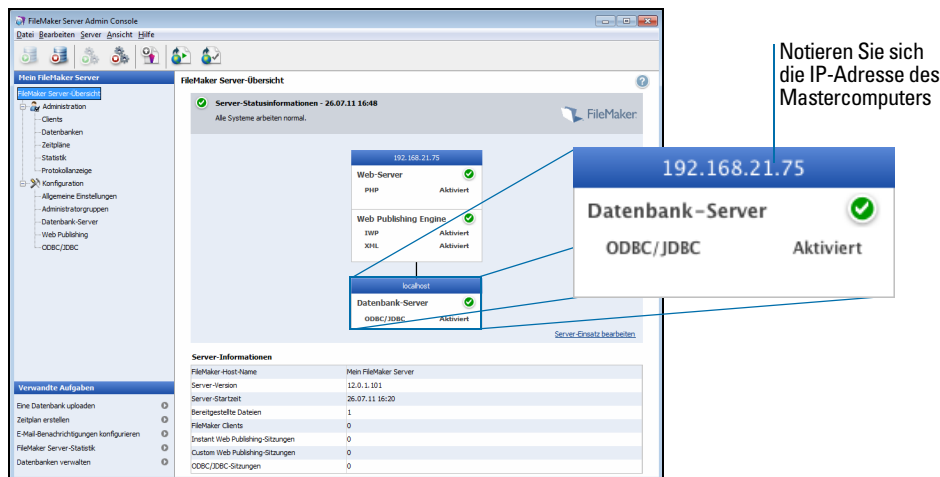 FileMaker Server Admin Console
Datei Bearbeiten Server Ansicht Hilfe
Mein FileMaker Server
FileMaker Server-Übersicht
Administration
Clients
Datenbanken
Zeitpläne
Statistik
Protokollanzeige
Konfiguration
Allgemeine Einstellungen
Administratorgruppen
Datenbank-Server
Web Publishing
ODBC/JDBC
Verwandte Aufgaben
Eine Datenbank uploaden
Zeitplan erstellen
E-Mail-Benachrichtigungen konfigurieren
FileMaker Server-Statistik
Datenbanken verwalten
FileMaker Server-Übersicht
Server-Statusinformationen - 26.07.11 16:48
Alle Systeme arbeiten normal.
FileMaker
192.168.21.75
Web-Server
PHP Aktiviert
Web Publishing Engine
IWP Aktiviert
XML Aktiviert
localhost
Datenbank-Server
ODBC/JDBC Aktiviert
Server-Einsatz bearbeiten
Server-Informationen
FileMaker-Host-Name Mein FileMaker Server
Server-Version 12.0.1.101
Server-Startzeit 26.07.11 16:20
Bereitgestellte Dateien 1
FileMaker Clients 0
Instant Web Publishing-Sitzungen 0
Custom Web Publishing-Sitzungen 0
ODBC/JDBC-Sitzungen 0
Notieren Sie sich
die IP-Adresse des
Mastercomputers
192.168.21.75
Datenbank-Server
ODBC/JDBC Aktiviert